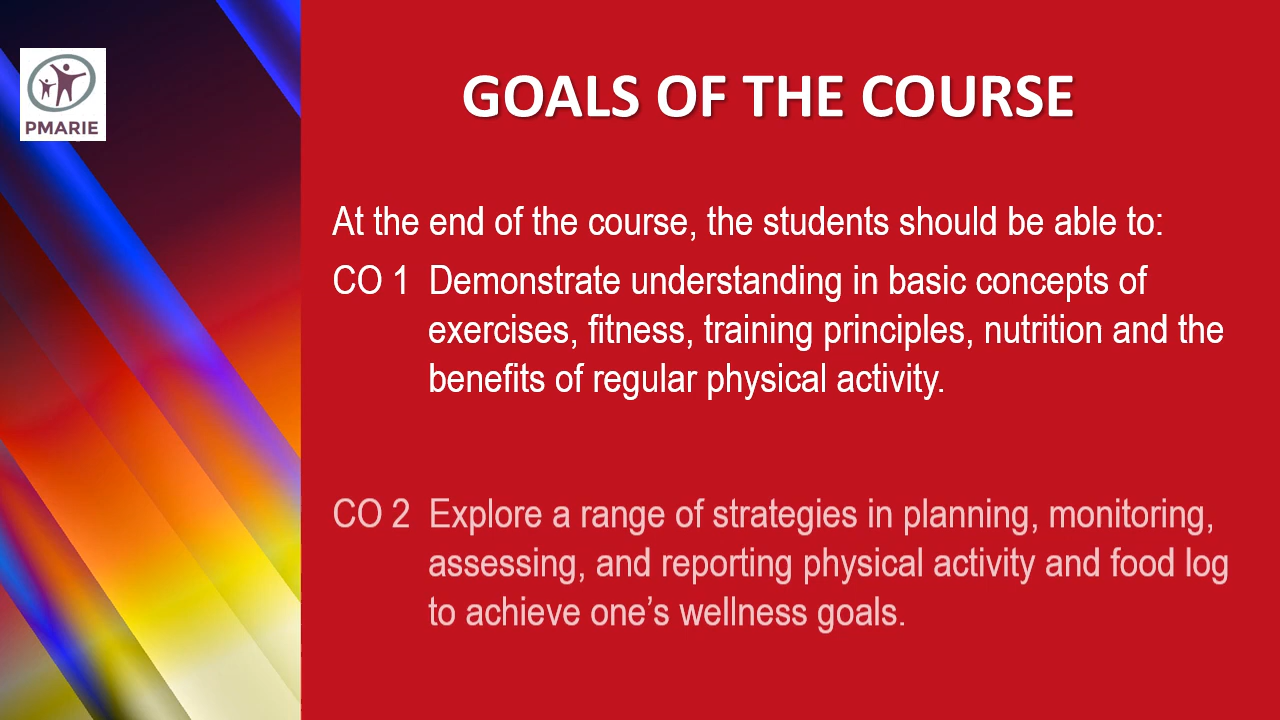 PMARIE
GOALS OF THE COURSE
At the end of the course, the students should be able to:
CO 1 Demonstrate understanding in basic concepts of
exercises, fitness, training principles, nutrition and the
benefits of regular physical activity.
CO 2 Explore a range of strategies in planning, monitoring,
assessing, and reporting physical activity and food log
to achieve one’s wellness goals.